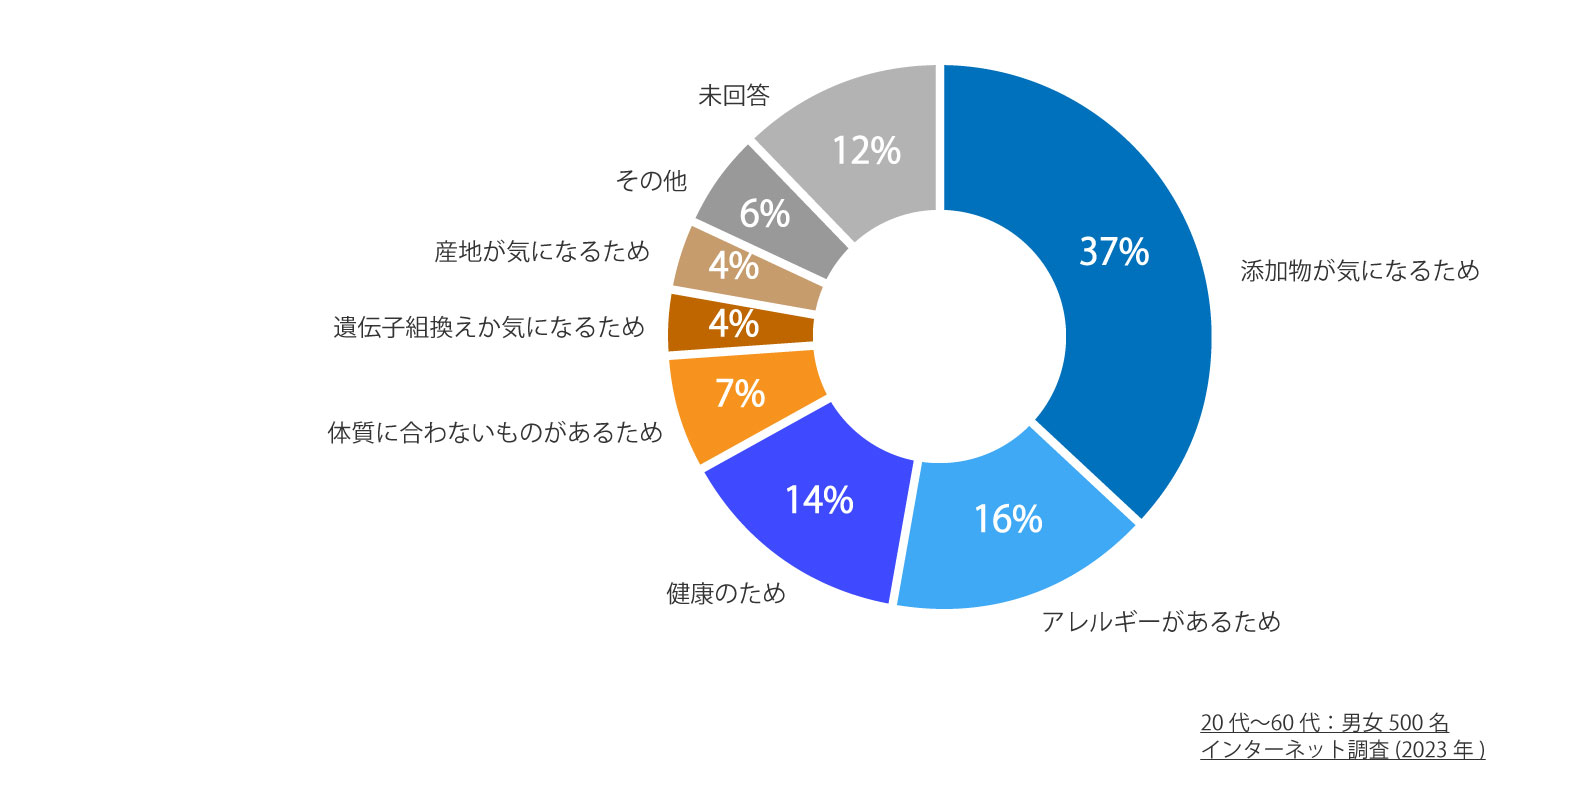 未回答
12%
その他
6%
37%
産地が気になるため
4%
添加物が気になるため
遺伝子組換えか気になるため
4%
7%
体質に合わないものがあるため
14%
16%
健康のため
アレルギーがあるため
20代～60代：男女500名
インターネット調査(2023年)